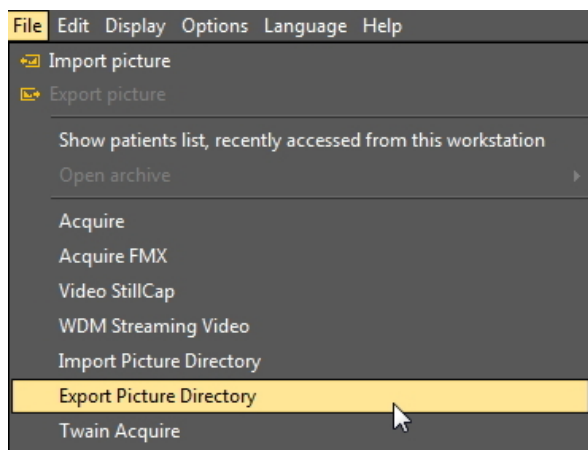 File Edit Display Options Language Help
Import picture
Export picture
Show patients list, recently accessed from this workstation
Open archive
Acquire
Acquire FMX
Video StillCap
WDM Streaming Video
Import Picture Directory
Export Picture Directory
Twain Acquire